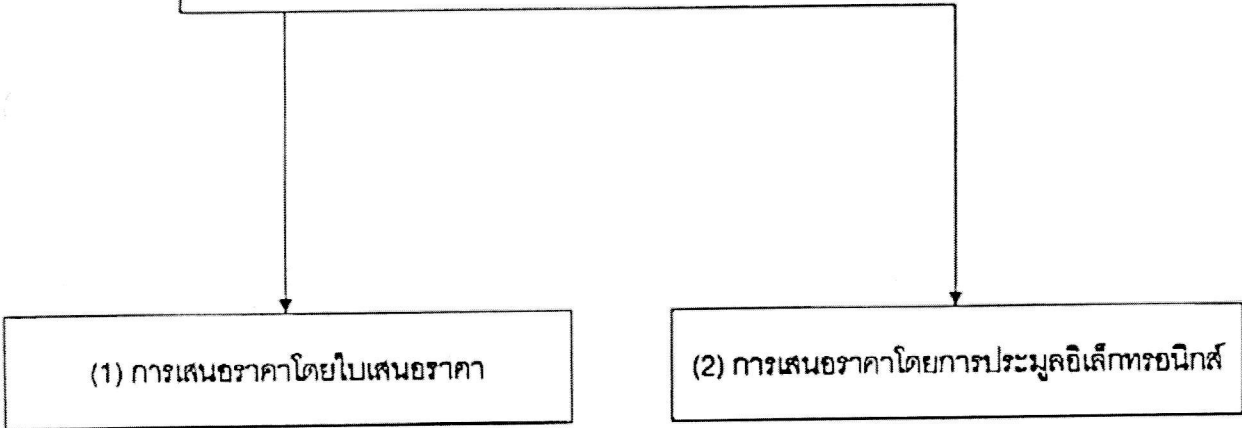 (1) การเสนอราคาโดยใบเสนอราคา
(2) การเสนอราคาโดยการประมูลอิเล็กทรอนิกส์